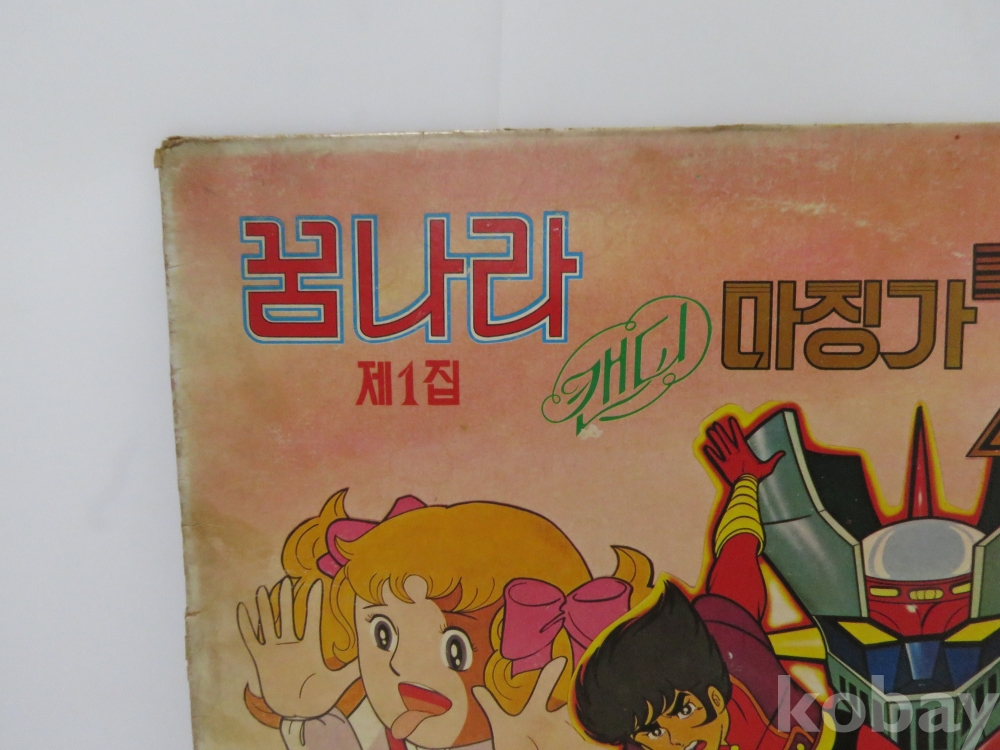 꿈나라
제1집
캔디
마징가
kobay